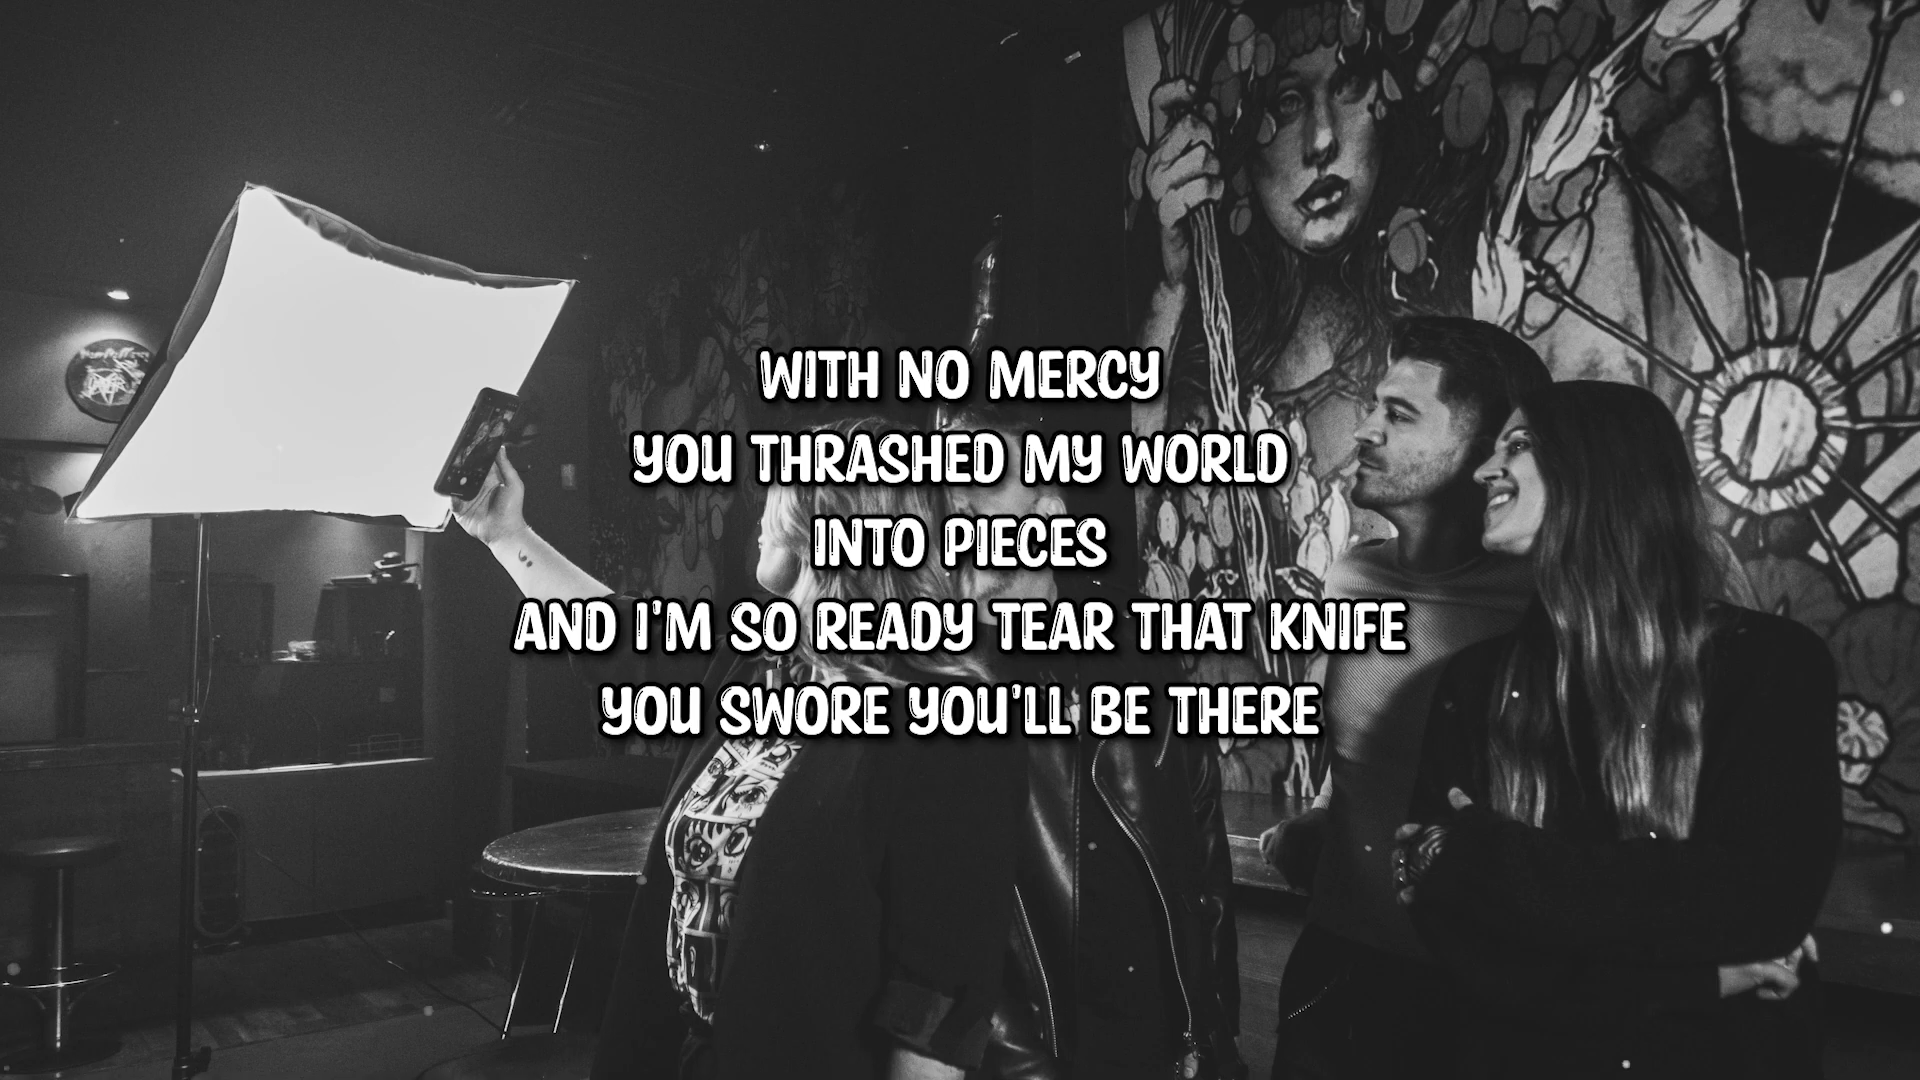 WITH NO MERCY
YOU THRASHED MY WORLD
INTO PIECES
AND I'M SO READY TEAR THAT KNIFE
YOU SWORE YOU'LL BE THERE